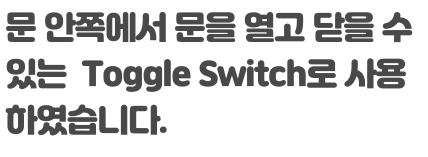 문 안쪽에서 문을 열고 닫을 수
있는  Toggle Switch로 사용
하였습니다.